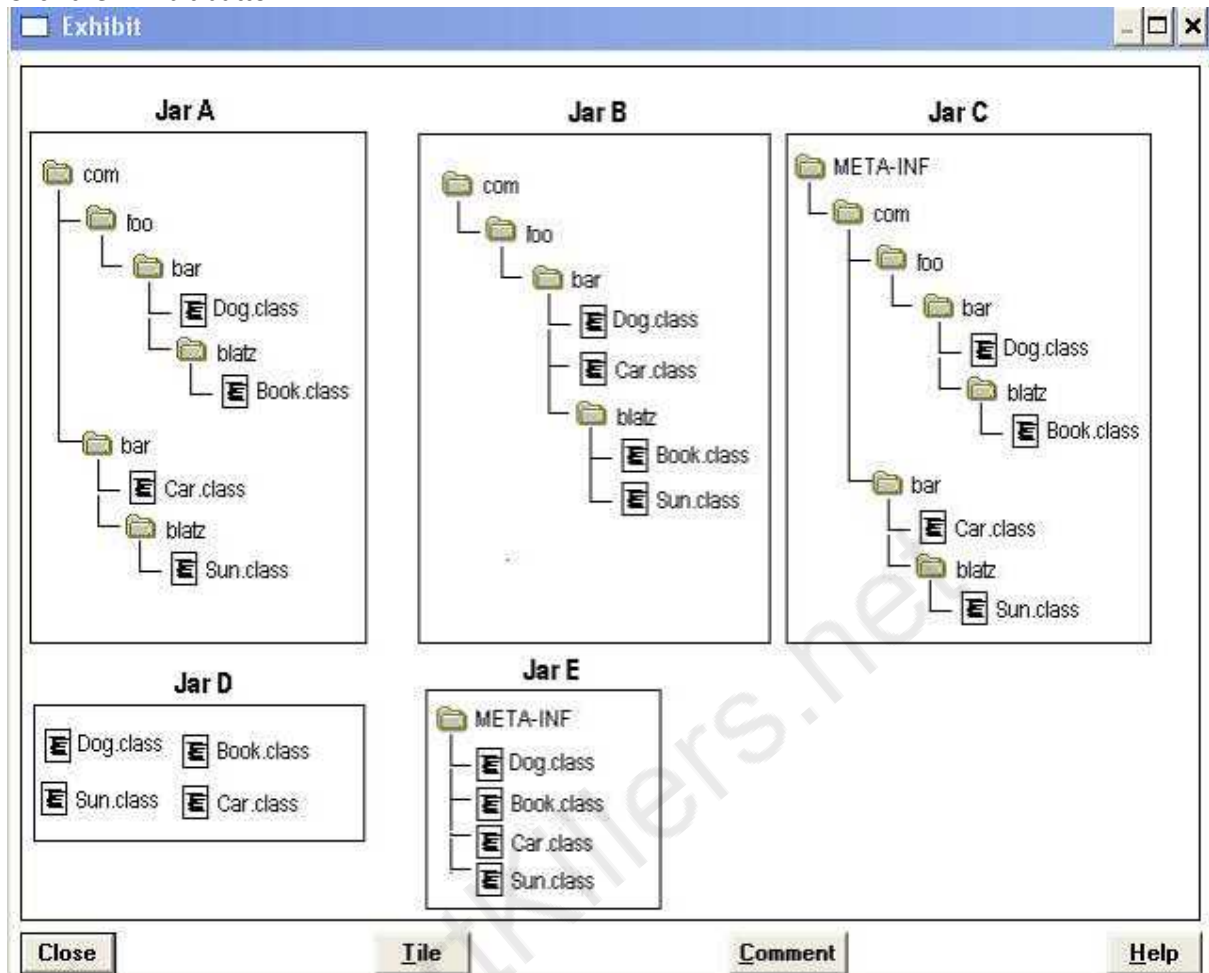 Exhibit
Jar A
com
foo
bar
Dog.class
blatz
Book.class
bar
Car.class
blatz
Sun.class
Jar B
com
foo
bar
Dog.class
Car.class
blatz
Book.class
Sun.class
Jar C
META-INF
com
foo
bar
Dog.class
blatz
Book.class
bar
Car.class
blatz
Sun.class
Jar D
Dog.class
Book.class
Sun.class
Car.class
Jar E
META-INF
Dog.class
Book.class
Car.class
Sun.class
Close
Tile
Comment
Help